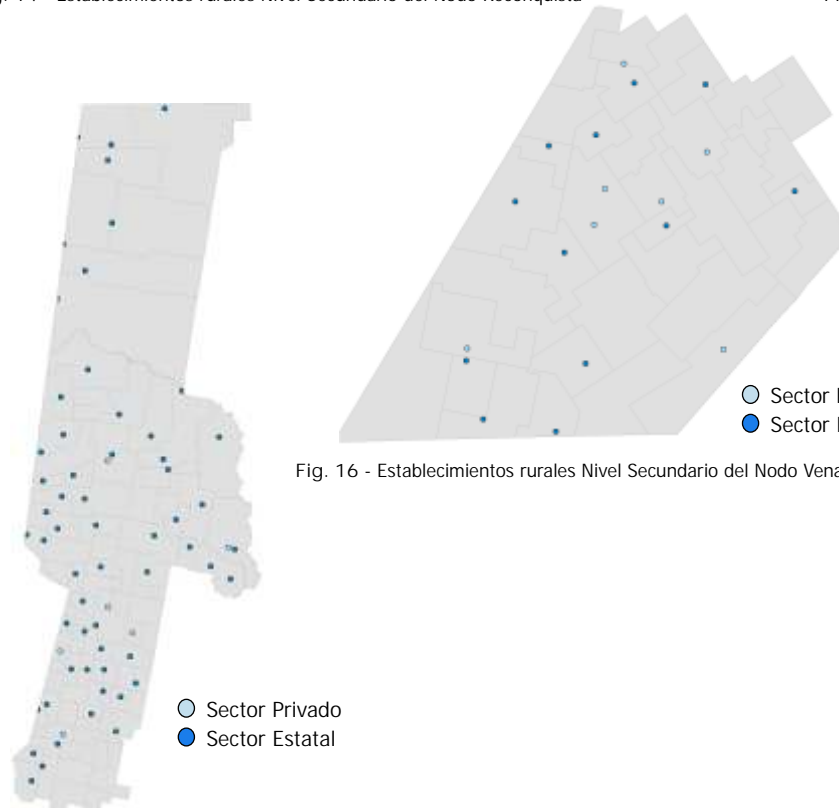 Establecimientos rurales Nivel Secundario del Nodo Reconquista
Sector
Sector
Fig. 16 - Establecimientos rurales Nivel Secundario del Nodo
Sector Privado
Sector Estatal